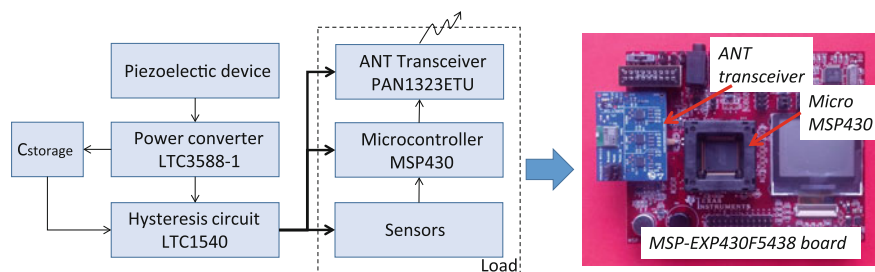 Piezoelectic device
Power converter
LTC3588-1
Cstorage
Hysteresis circuit
LTC1540
ANT Transceiver
PAN1323ETU
Microcontroller
MSP430
Sensors
Load
ANT
transceiver
Micro
MSP430
INSTRUMENTS
MSP-EXP430F5438 board